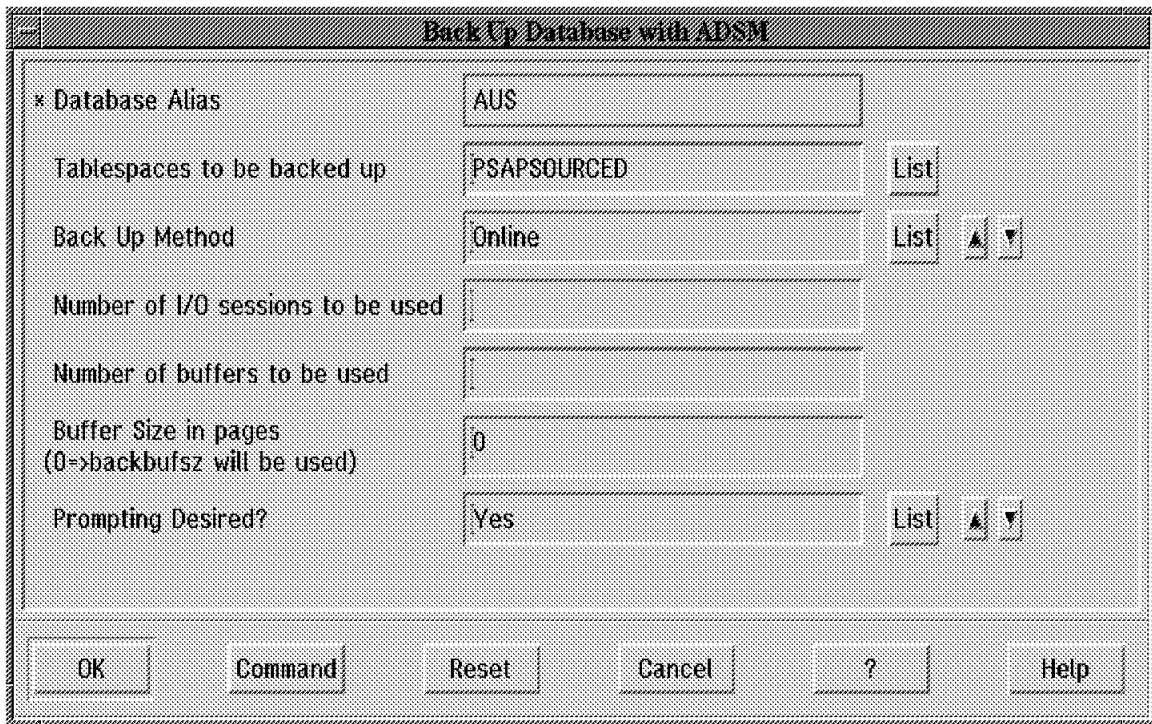 Back Up Database with ADSM
* Database Alias AUS
Tablespaces to be backed up PSAPSOURCED List
Back Up Method Online List ▲ ▼
Number of I/O sessions to be used
Number of buffers to be used
Buffer Size in pages
(0=>backbufsz will be used) 0
Prompting Desired? Yes List ▲ ▼
OK Command Reset Cancel ? Help